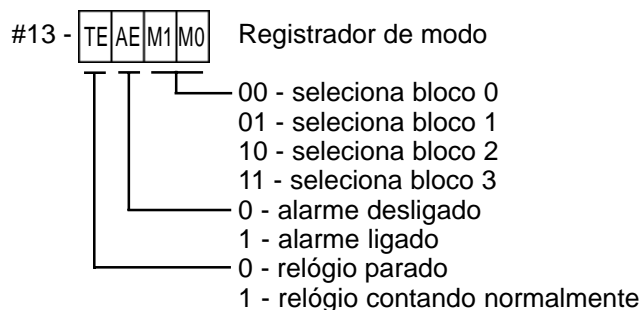 #13 - TE AE M1 M0 Registrador de modo
00 - seleciona bloco 0
01 - seleciona bloco 1
10 - seleciona bloco 2
11 - seleciona bloco 3
0 - alarme desligado
1 - alarme ligado
0 - relógio parado
1 - relógio contando normalmente